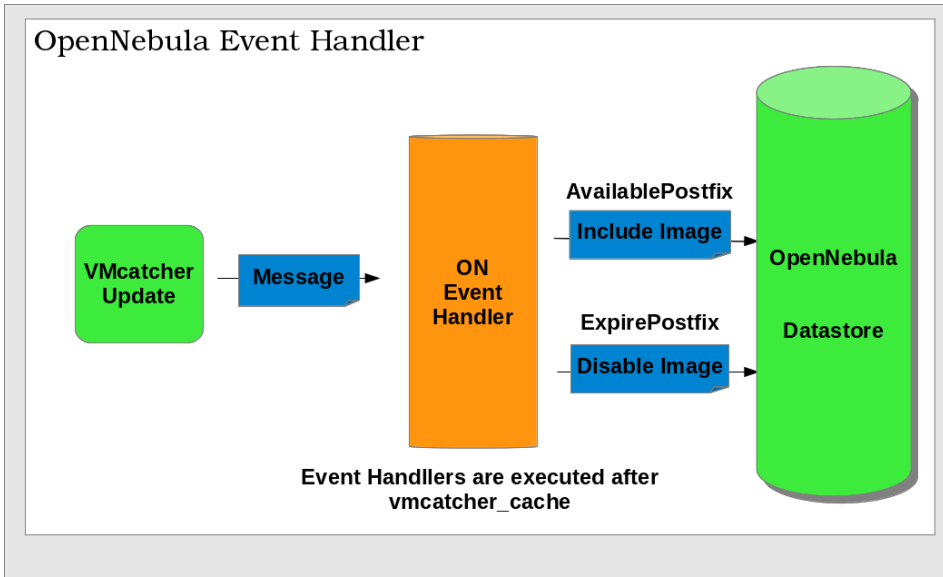 OpenNebula Event Handler
VMcatcher
Update
Message
ON
Event
Handler
AvailablePostfix
Include Image
ExpirePostfix
Disable Image
OpenNebula
Datastore
Event Handllers are executed after
vmcatcher_cache